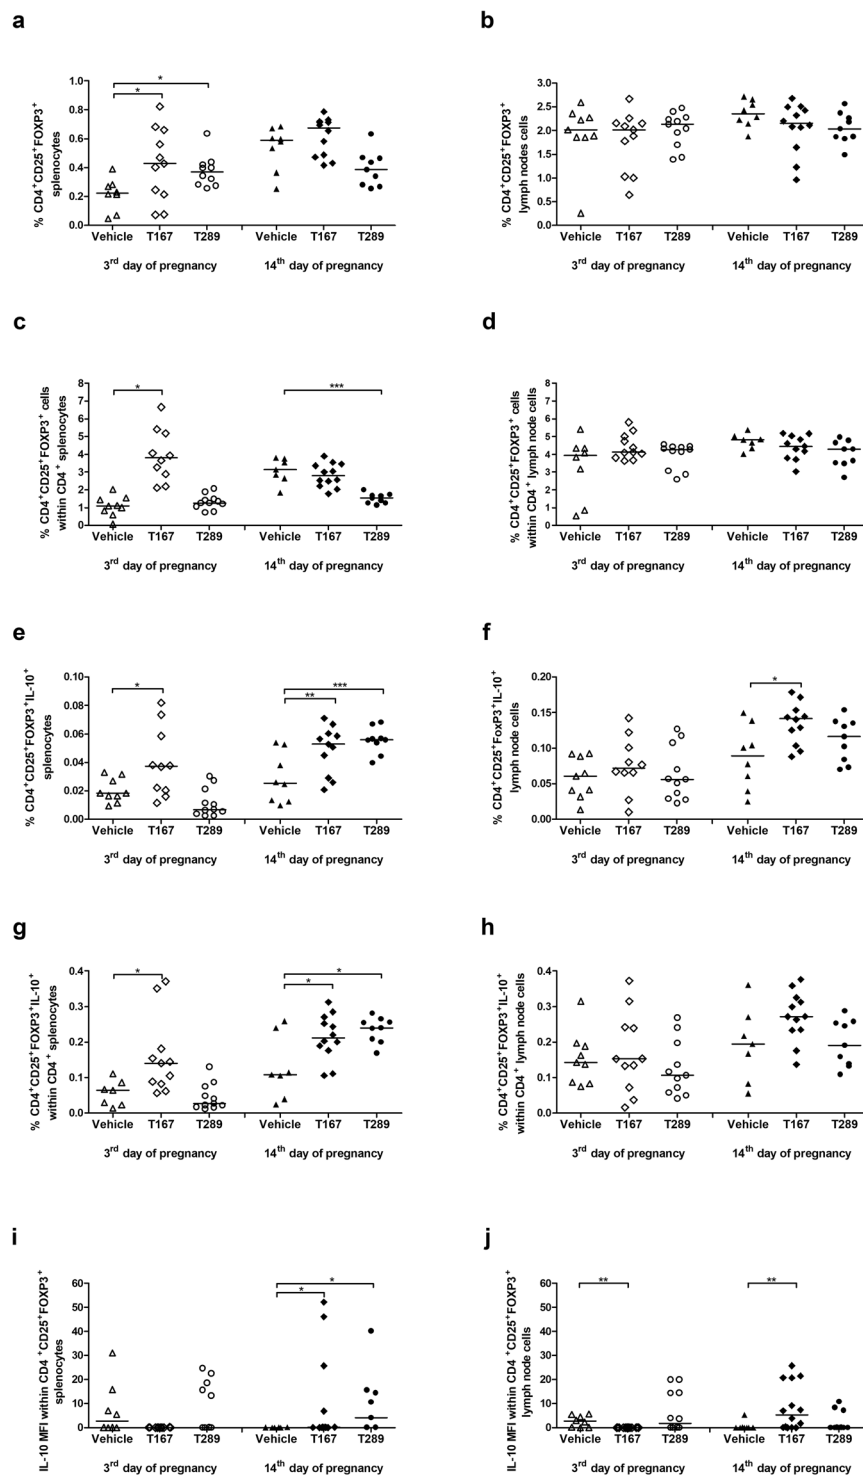 a
b
% CD4⁺CD25⁺FOXP3⁺
splenocytes
1.0
0.8
0.6
0.4
0.2
0.0
*
*
Vehicle T167 T289 Vehicle T167 T289
3rd day of pregnancy 14th day of pregnancy
% CD4⁺CD25⁺FOXP3⁺
lymph nodes cells
3.0
2.5
2.0
1.5
1.0
0.5
0.0
Vehicle T167 T289 Vehicle T167 T289
3rd day of pregnancy 14th day of pregnancy
c
d
% CD4⁺CD25⁺FOXP3⁺ cells
within CD4⁺ splenocytes
8
7
6
5
4
3
2
1
0
*
***
Vehicle T167 T289 Vehicle T167 T289
3rd day of pregnancy 14th day of pregnancy
% CD4⁺CD25⁺FOXP3⁺ cells
within CD4⁺ lymph node cells
8
7
6
5
4
3
2
1
0
Vehicle T167 T289 Vehicle T167 T289
3rd day of pregnancy 14th day of pregnancy
e
f
% CD4⁺CD25⁺FOXP3⁺IL-10⁺
splenocytes
0.10
0.08
0.06
0.04
0.02
0.00
*
***
**
Vehicle T167 T289 Vehicle T167 T289
3rd day of pregnancy 14th day of pregnancy
% CD4⁺CD25⁺FoxP3⁺IL-10⁺
lymph node cells
0.20
0.15
0.10
0.05
0.00
*
Vehicle T167 T289 Vehicle T167 T289
3rd day of pregnancy 14th day of pregnancy
g
h
% CD4⁺CD25⁺FOXP3⁺IL-10⁺
within CD4⁺ splenocytes
0.4
0.3
0.2
0.1
0.0
*
*
*
Vehicle T167 T289 Vehicle T167 T289
3rd day of pregnancy 14th day of pregnancy
% CD4⁺CD25⁺FOXP3⁺IL-10⁺
within CD4⁺ lymph node cells
0.4
0.3
0.2
0.1
0.0
Vehicle T167 T289 Vehicle T167 T289
3rd day of pregnancy 14th day of pregnancy
i
j
IL-10 MFI within CD4⁺CD25⁺FOXP3⁺
splenocytes
60
50
40
30
20
10
0
*
*
Vehicle T167 T289 Vehicle T167 T289
3rd day of pregnancy 14th day of pregnancy
IL-10 MFI within CD4⁺CD25⁺FOXP3⁺
lymph node cells
60
50
40
30
20
10
0
**
**
Vehicle T167 T289 Vehicle T167 T289
3rd day of pregnancy 14th day of pregnancy